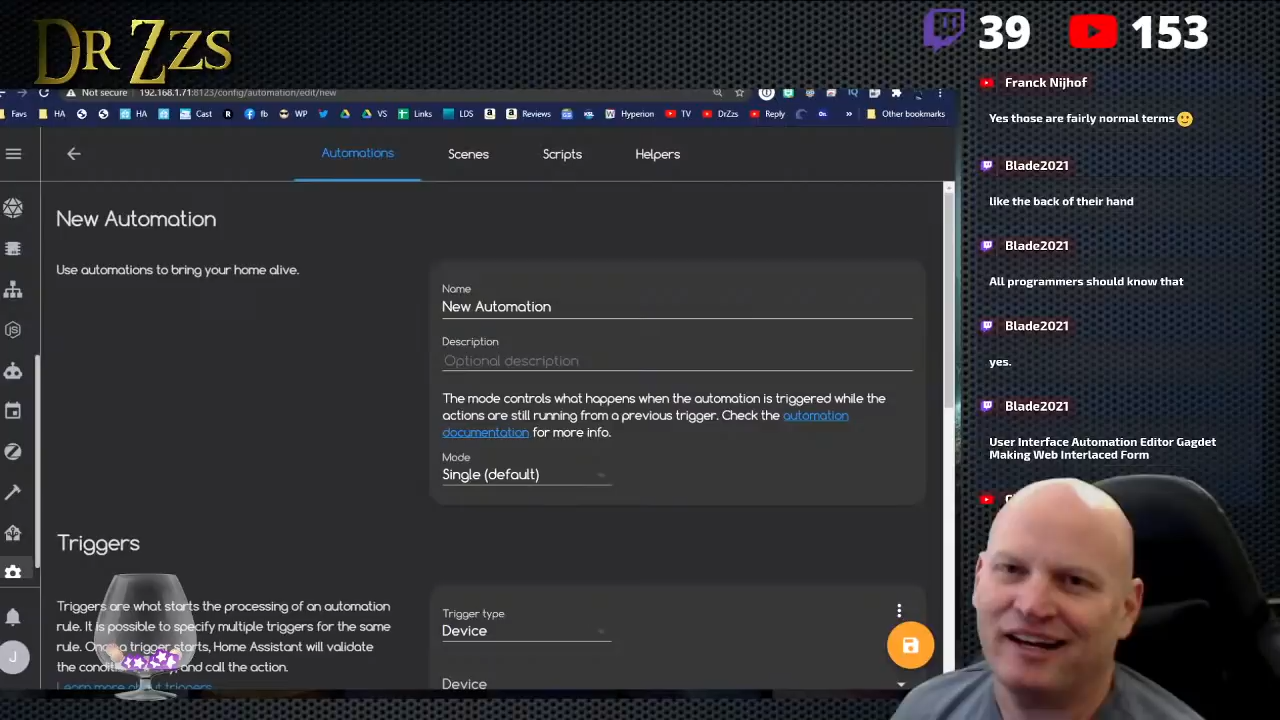 DR ZZS
39
153
Not secure
192.168.1.71:8123/config/automation/edit/new
Favs
HA
HA
Cast
R
fb
WP
VS
Links
LDS
Reviews
Hyperion
TV
DrZzs
Reply
»
Other bookmarks
Automations
Scenes
Scripts
Helpers
New Automation
Use automations to bring your home alive.
Name
New Automation
Description
Optional description
The mode controls what happens when the automation is triggered while the
actions are still running from a previous trigger. Check the automation
documentation for more info.
Mode
Single (default)
Triggers
Triggers are what starts the processing of an automation
rule. It is possible to specify multiple triggers for the same
rule. Once a trigger starts, Home Assistant will validate
the and call the action.
Learn more about triggers
Trigger type
Device
Device
J
Franck Nijhof
Yes those are fairly normal terms🙂
Blade2021
like the back of their hand
Blade2021
All programmers should know that
Blade2021
yes.
Blade2021
User Interface Automation Editor Gagdet
Making Web Interlaced Form